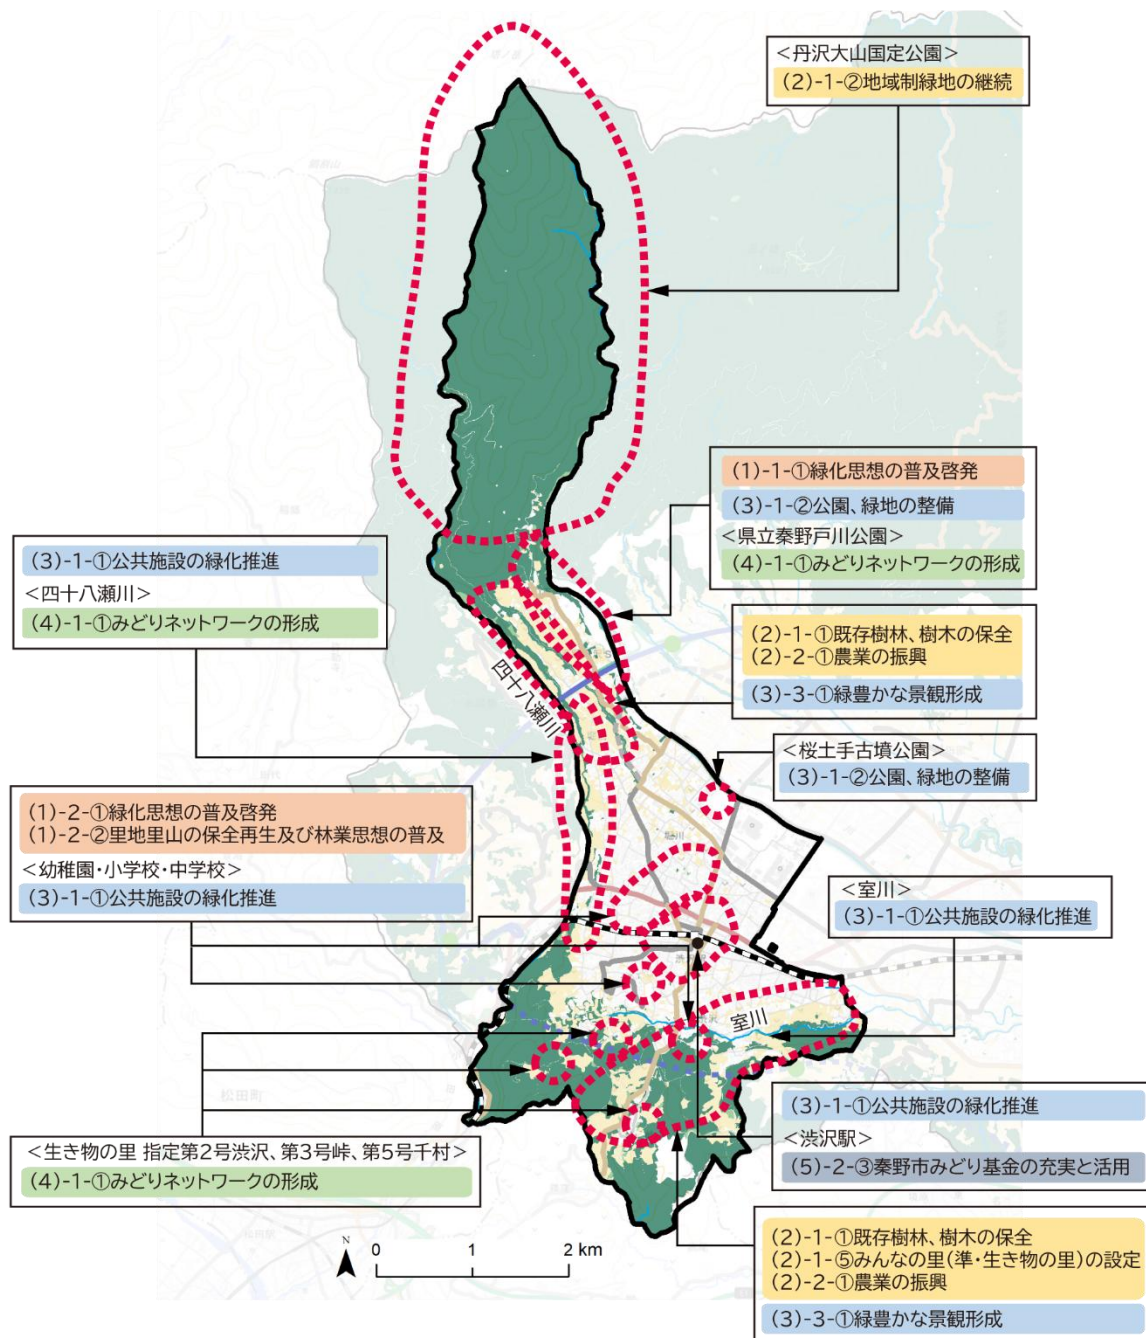 <丹沢大山国定公園>
(2)-1-②地域制緑地の継続
(1)-1-①緑化思想の普及啓発
(3)-1-②公園、緑地の整備
<県立秦野戸川公園>
(4)-1-①みどりネットワークの形成
(3)-1-①公共施設の緑化推進
<四十八瀬川>
(4)-1-①みどりネットワークの形成
(2)-1-①既存樹林、樹木の保全
(2)-2-①農業の振興
(3)-3-①緑豊かな景観形成
四十八瀬川
<桜土手古墳公園>
(3)-1-②公園、緑地の整備
(1)-2-①緑化思想の普及啓発
(1)-2-②里地里山の保全再生及び林業思想の普及
<幼稚園・小学校・中学校>
(3)-1-①公共施設の緑化推進
<室川>
(3)-1-①公共施設の緑化推進
室川
松田町
(3)-1-①公共施設の緑化推進
<渋沢駅>
(5)-2-③秦野市みどり基金の充実と活用
<生き物の里 指定第2号渋沢、第3号峠、第5号千村>
(4)-1-①みどりネットワークの形成
(2)-1-①既存樹林、樹木の保全
(2)-1-⑤みんなの里(準・生き物の里)の設定
(2)-2-①農業の振興
(3)-3-①緑豊かな景観形成
N
0 1 2 km